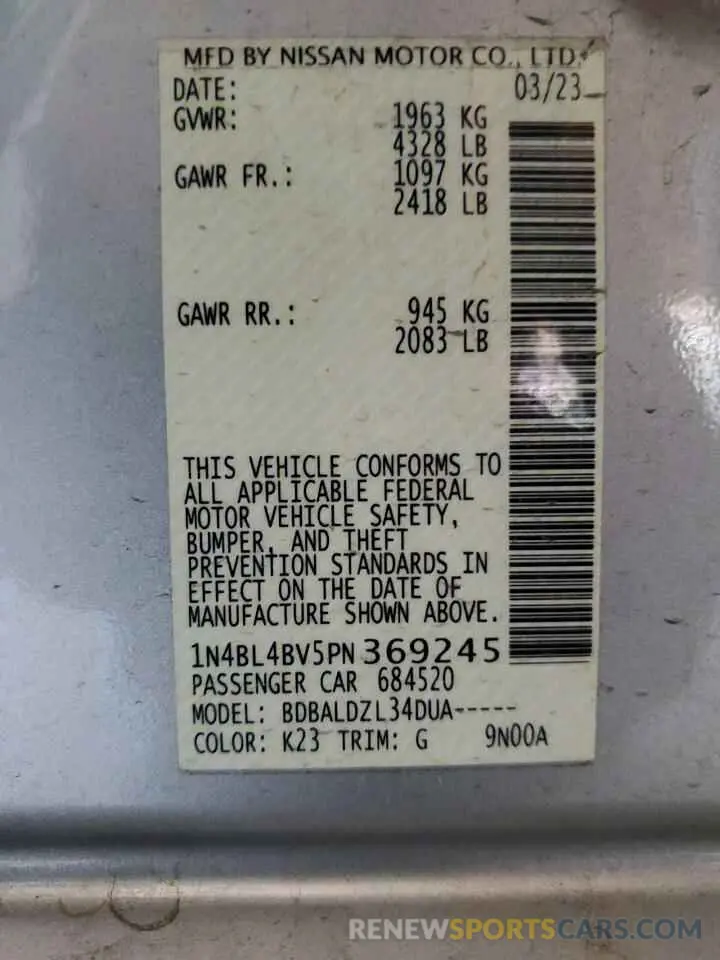 MFD BY NISSAN MOTOR CO., LTD.
DATE: 03/23
GVWR: 1963 KG
4328 LB
GAWR FR.: 1097 KG
2418 LB
GAWR RR.: 945 KG
2083 LB
THIS VEHICLE CONFORMS TO
ALL APPLICABLE FEDERAL
MOTOR VEHICLE SAFETY,
BUMPER, AND THEFT
PREVENTION STANDARDS IN
EFFECT ON THE DATE OF
MANUFACTURE SHOWN ABOVE.
1N4BL4BV5PN369245
PASSENGER CAR 684520
MODEL: BDBALDZL34DUA-----
COLOR: K23 TRIM: G 9N00A
RENEWSPORTSCARS.COM